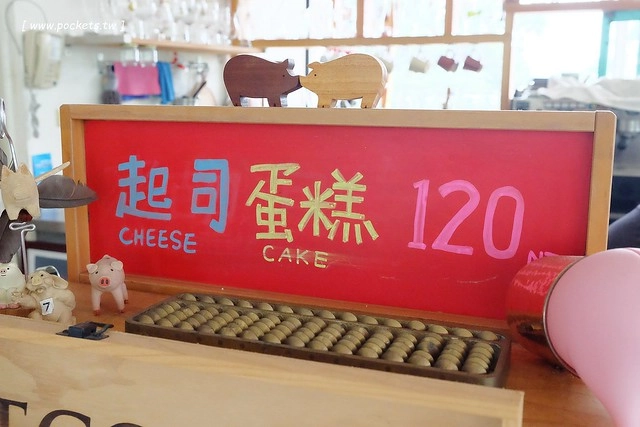 [ www.pockets.tw ]
起司蛋糕 120
CHEESE CAKE
7